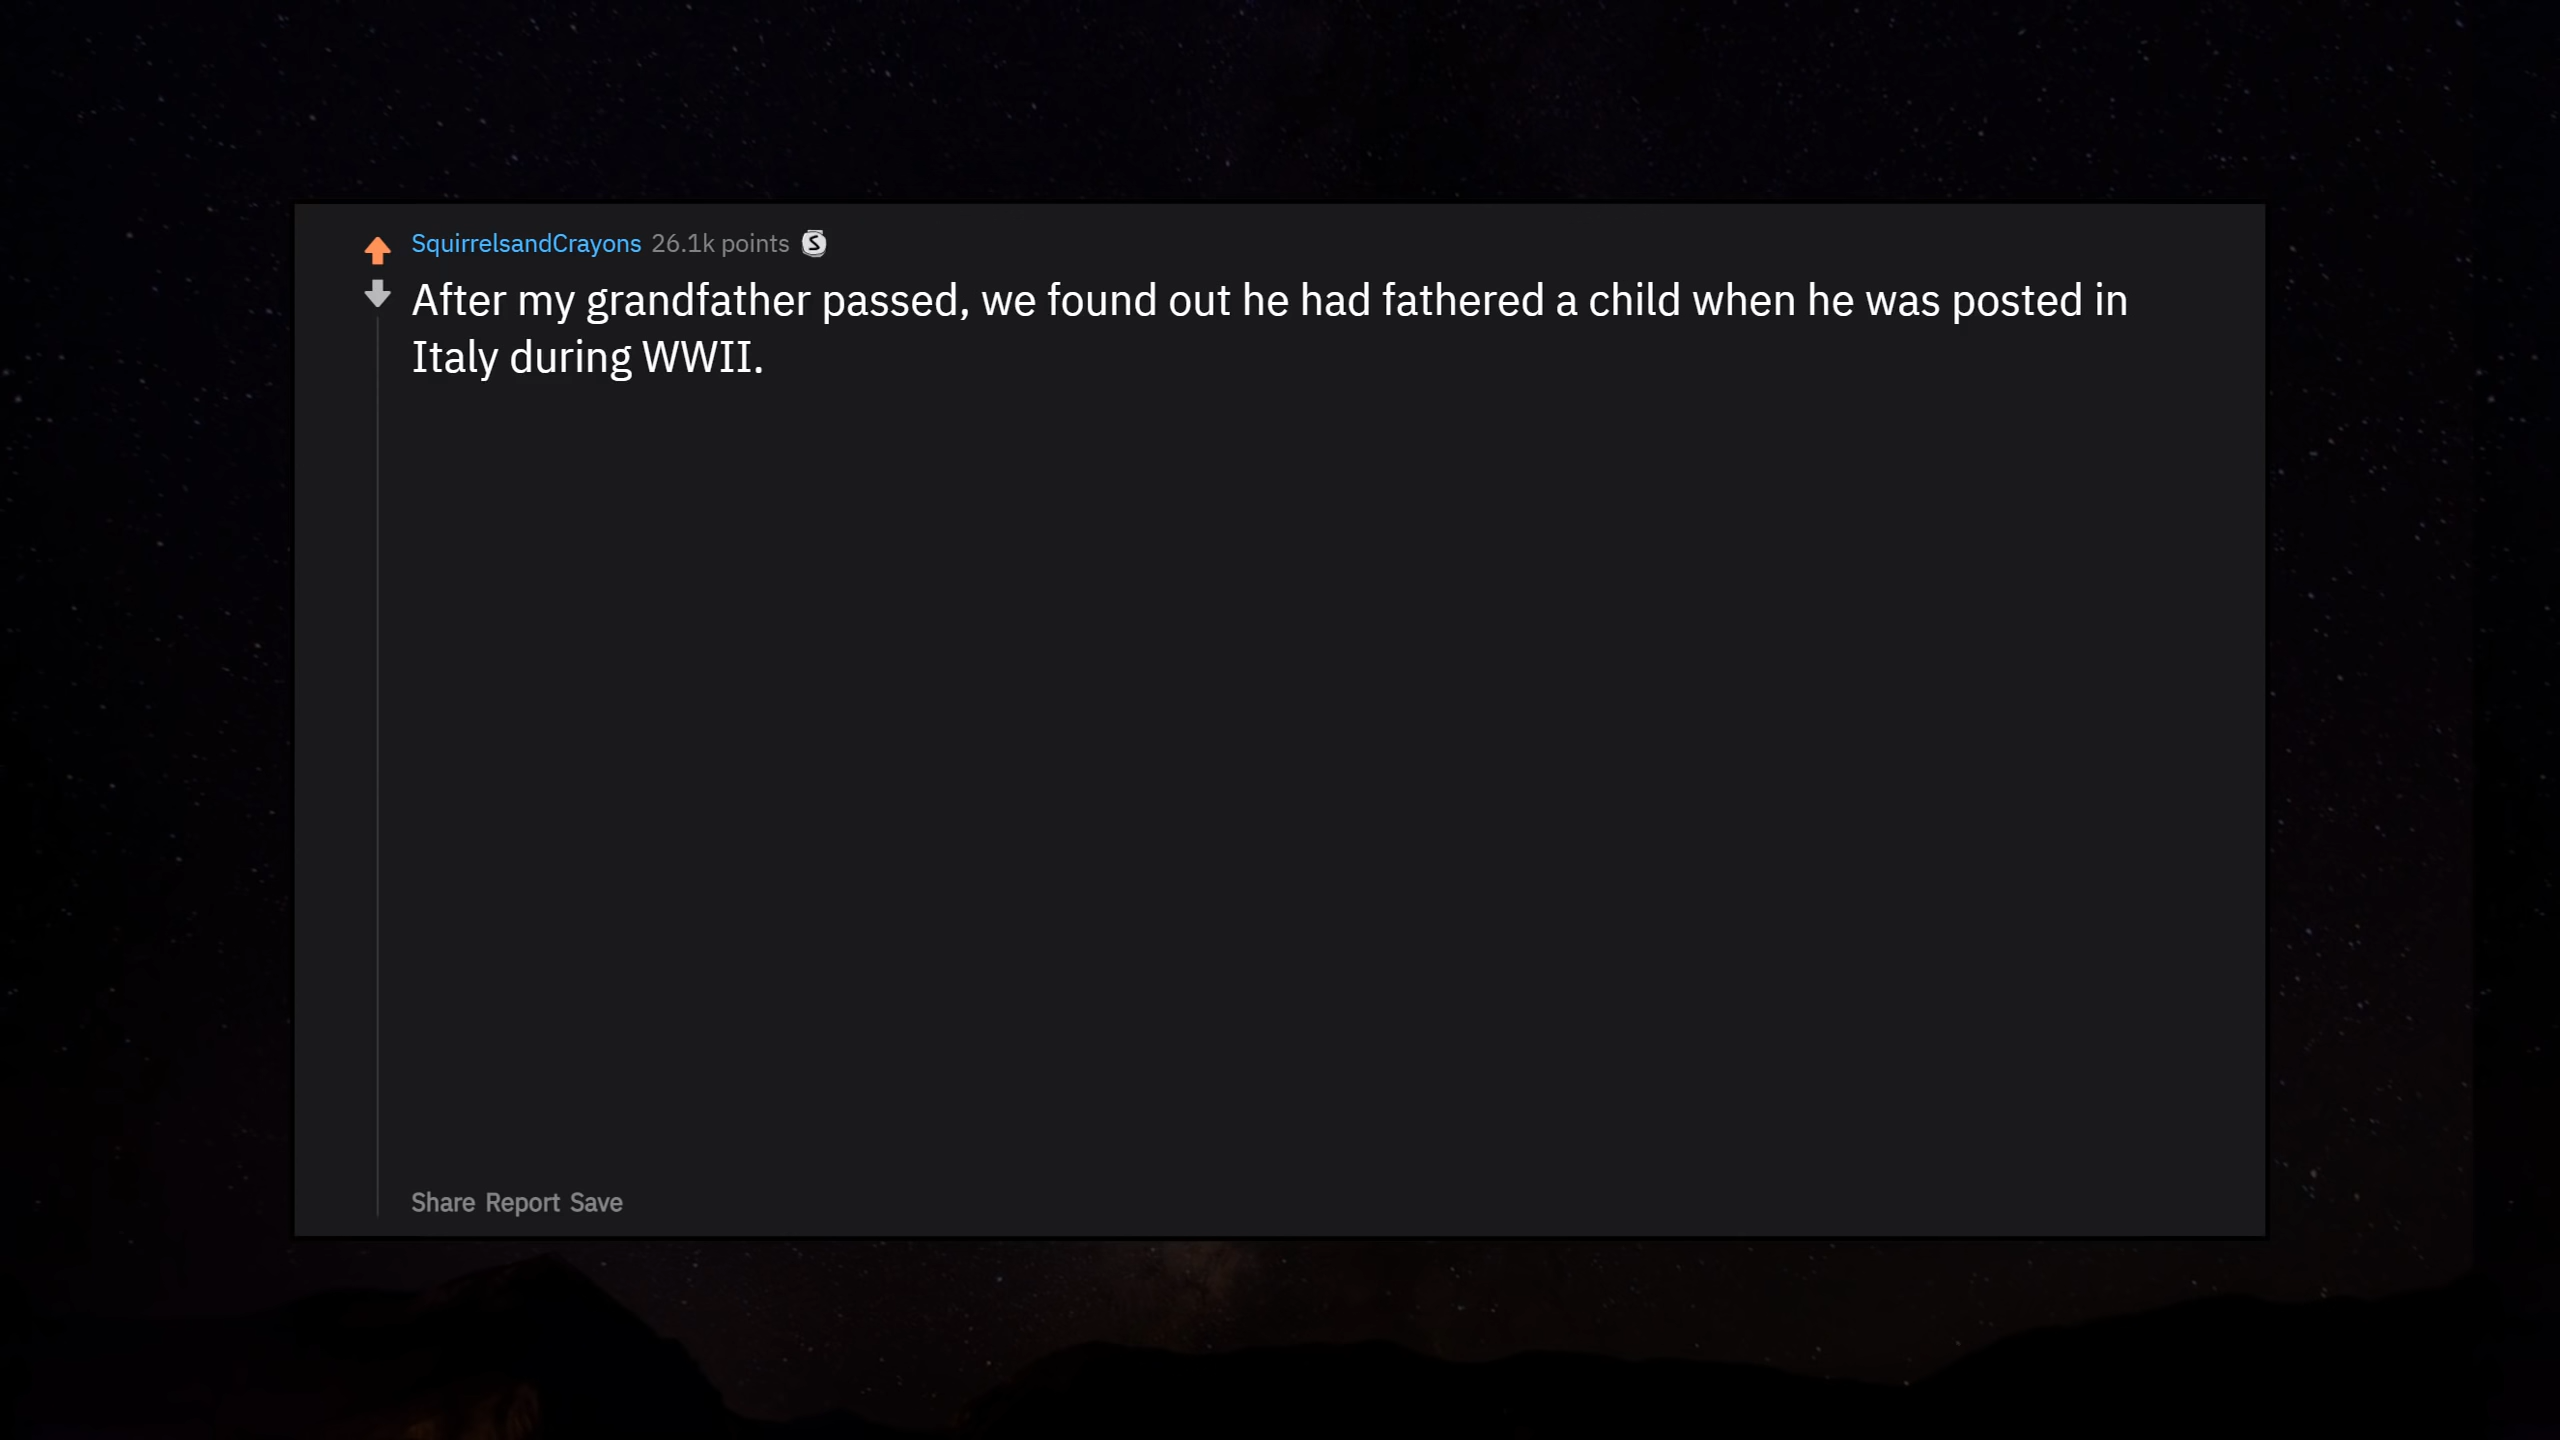 SquirrelsandCrayons 26.1k points S
After my grandfather passed, we found out he had fathered a child when he was posted in
Italy during WWII.
Share Report Save